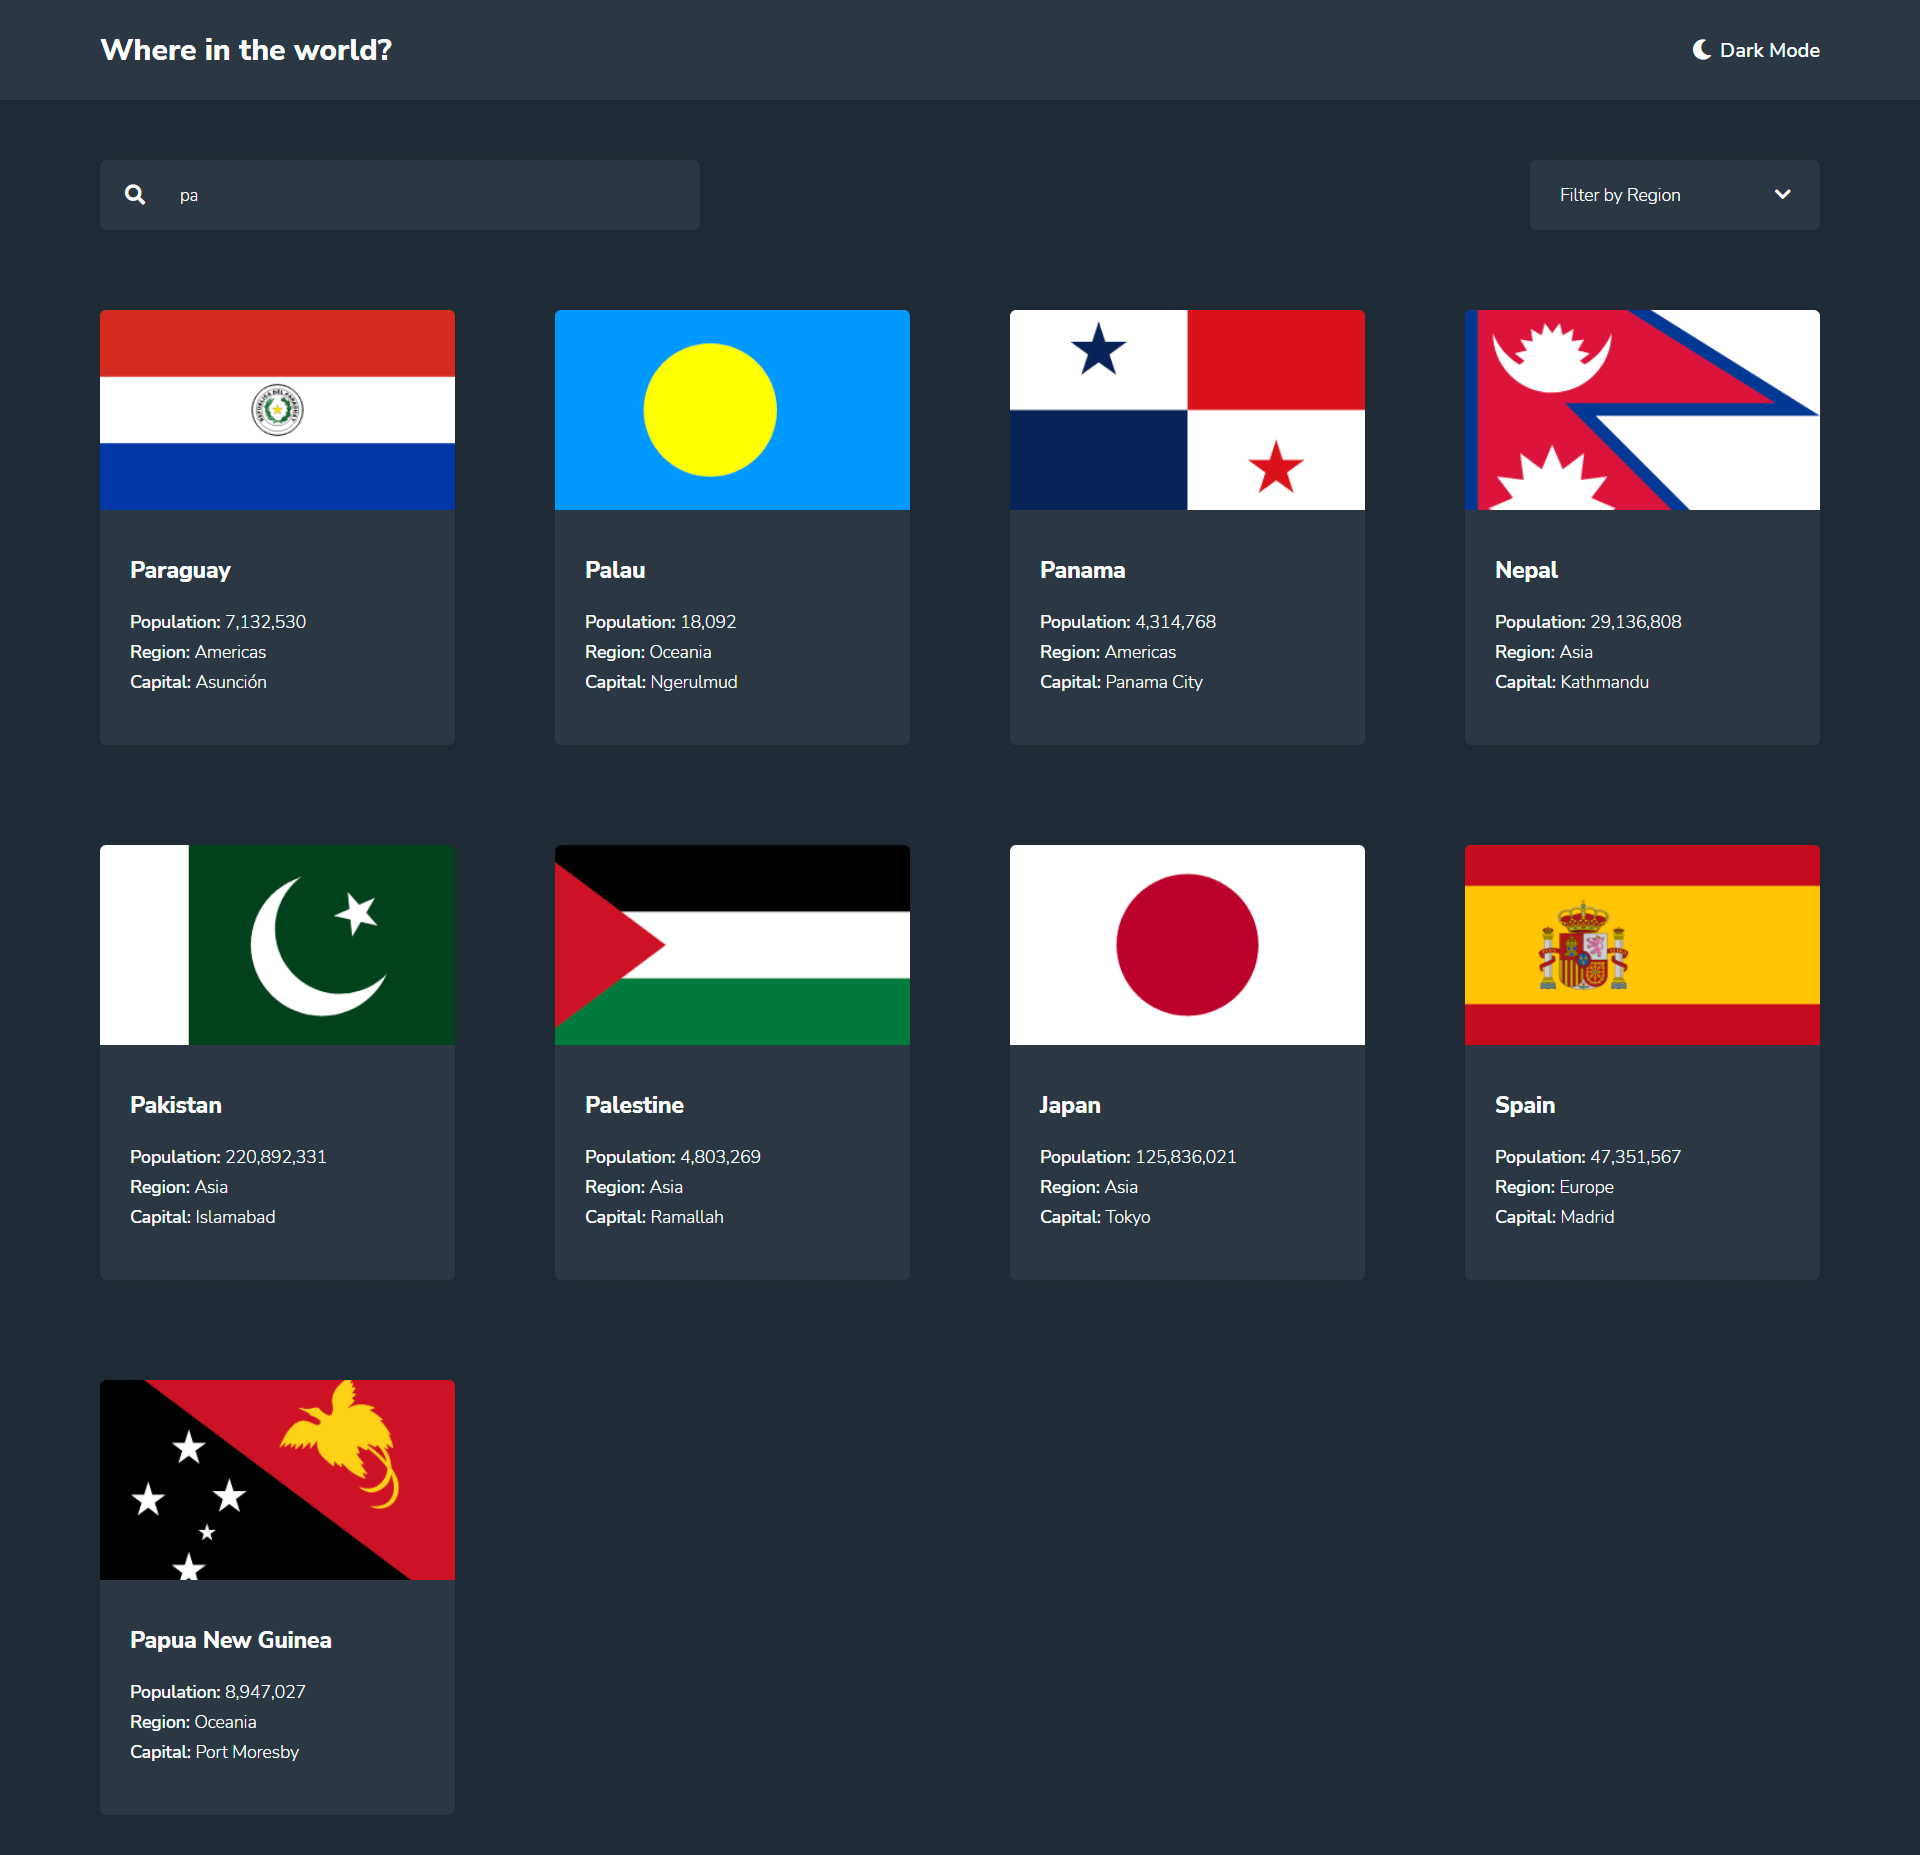 Where in the world?
Dark Mode
pa
Filter by Region
REPUBLICA DEL PARAGUAY
Paraguay
Population: 7,132,530
Region: Americas
Capital: Asunción
Palau
Population: 18,092
Region: Oceania
Capital: Ngerulmud
Panama
Population: 4,314,768
Region: Americas
Capital: Panama City
Nepal
Population: 29,136,808
Region: Asia
Capital: Kathmandu
Pakistan
Population: 220,892,331
Region: Asia
Capital: Islamabad
Palestine
Population: 4,803,269
Region: Asia
Capital: Ramallah
Japan
Population: 125,836,021
Region: Asia
Capital: Tokyo
Spain
Population: 47,351,567
Region: Europe
Capital: Madrid
Papua New Guinea
Population: 8,947,027
Region: Oceania
Capital: Port Moresby